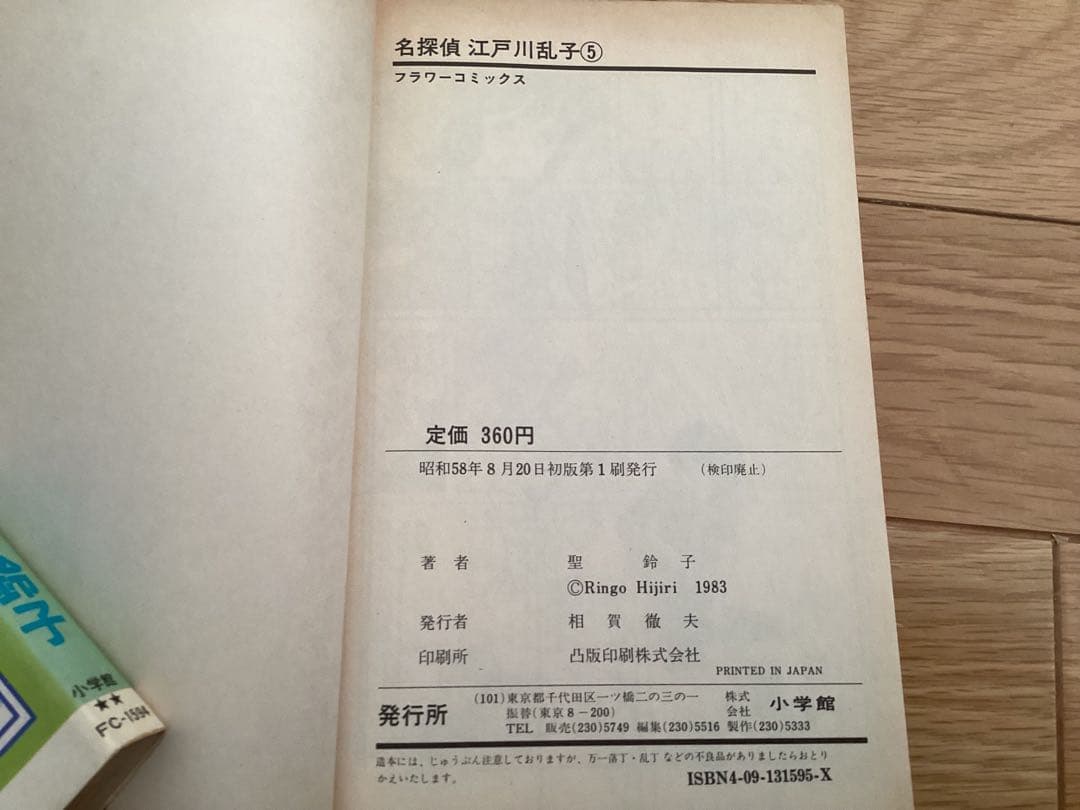 名探偵 江戸川乱子⑤
フラワーコミックス
定価 360円
昭和58年8月20日初版第1刷発行 (検印廃止)
著者 聖 鈴子
©Ringo Hijiri 1983
発行者 相賀徹夫
印刷所 凸版印刷株式会社
PRINTED IN JAPAN
発行所 (101)東京都千代田区一ツ橋二の三の一 株式会社 小学館
振替(東京8-200)
TEL 販売(230)5749 編集(230)5516 製作(230)5333
造本には、じゅうぶん注意しておりますが、万一落丁・乱丁などの不良品がありましたらおとり
かえいたします。
ISBN4-09-131595-X
鈴子
小学館
★★
FC-1594